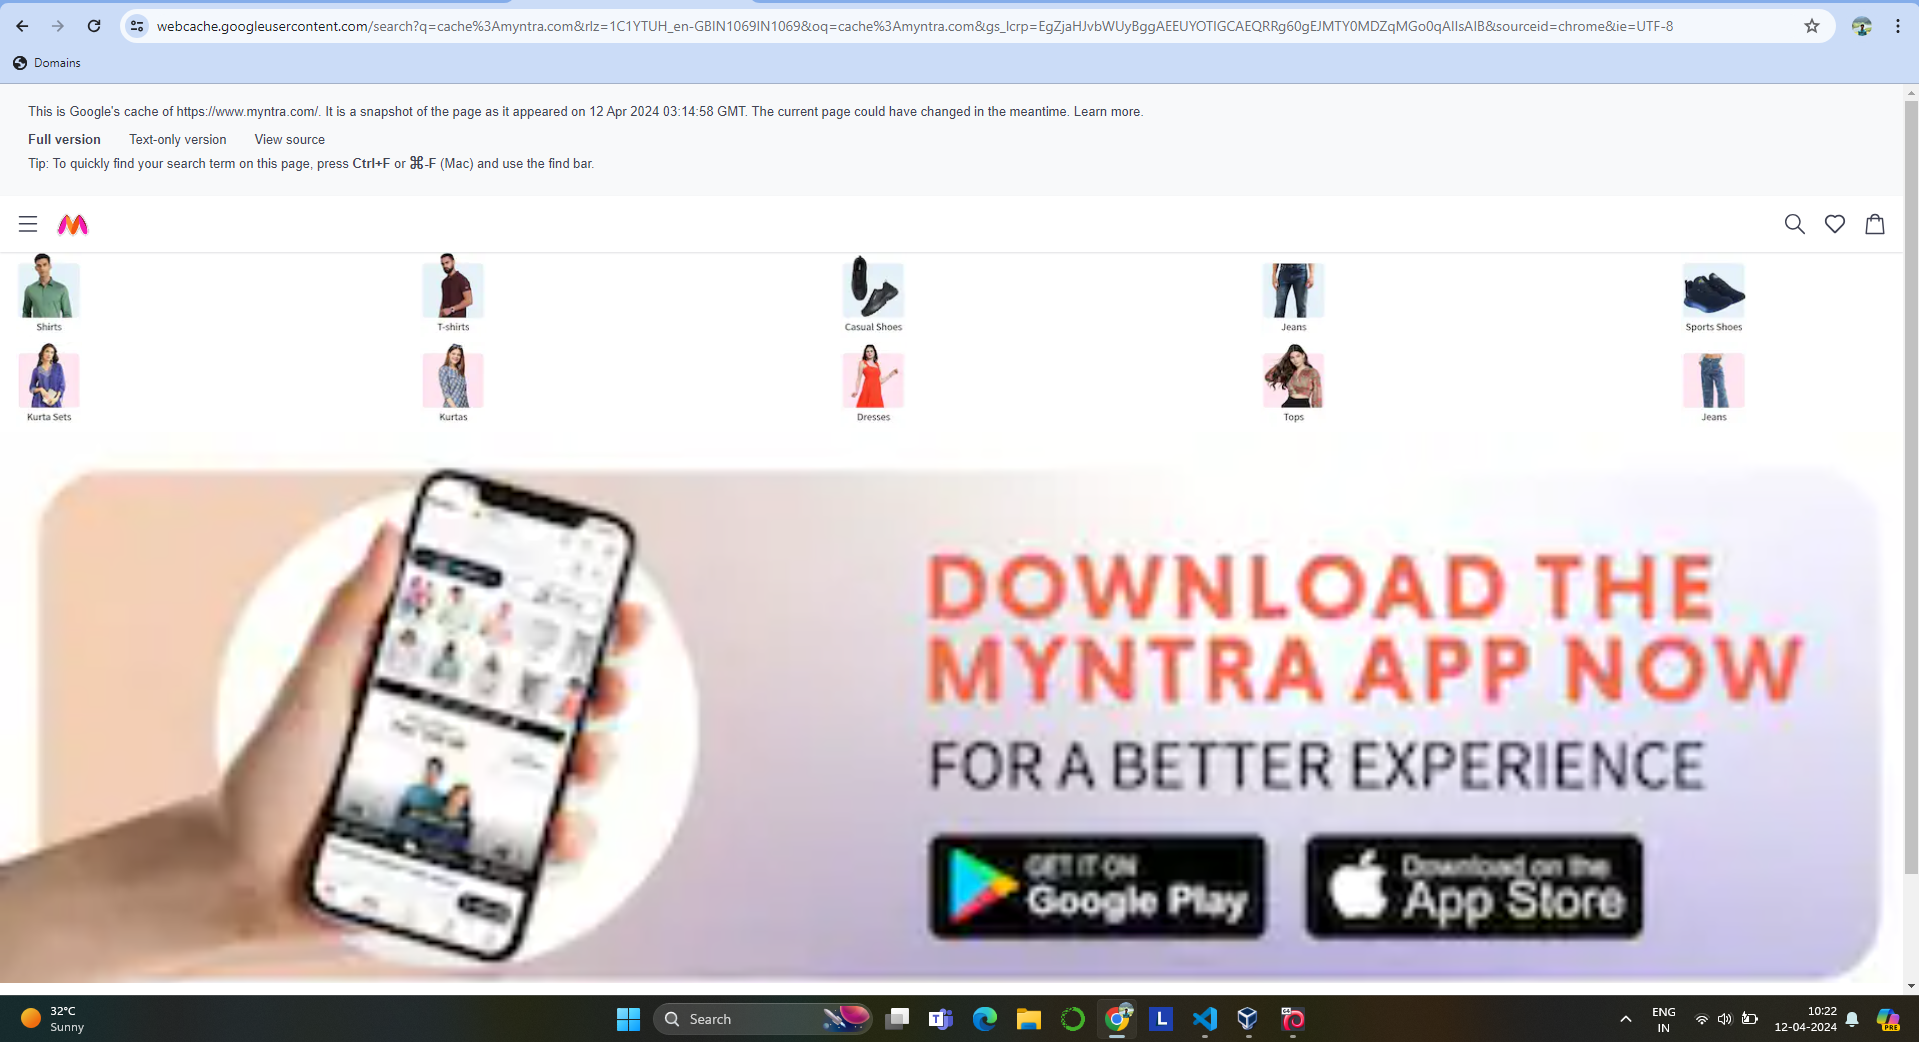 webcache.googleusercontent.com/search?q=cache%3Amyntra.com&rlz=1C1YTUH_en-GBIN1069IN1069&oq=cache%3Amyntra.com&gs_lcrp=EgZjaHJvbWUyBggAEEUYOTIGCAEQRRg60gEJMTY0MDZqMGo0qAIIsAIB&sourceid=chrome&ie=UTF-8
Domains
This is Google's cache of https://www.myntra.com/. It is a snapshot of the page as it appeared on 12 Apr 2024 03:14:58 GMT. The current page could have changed in the meantime. Learn more.
Full version Text-only version View source
Tip: To quickly find your search term on this page, press Ctrl+F or ⌘-F (Mac) and use the find bar.
Shirts T-shirts Casual Shoes Jeans Sports Shoes
Kurta Sets Kurtas Dresses Tops Jeans
DOWNLOAD THE
MYNTRA APP NOW
FOR A BETTER EXPERIENCE
GET IT ON
Google Play
Download on the
App Store
32°C
Sunny
Search
ENG
IN
10:22
12-04-2024
PRE